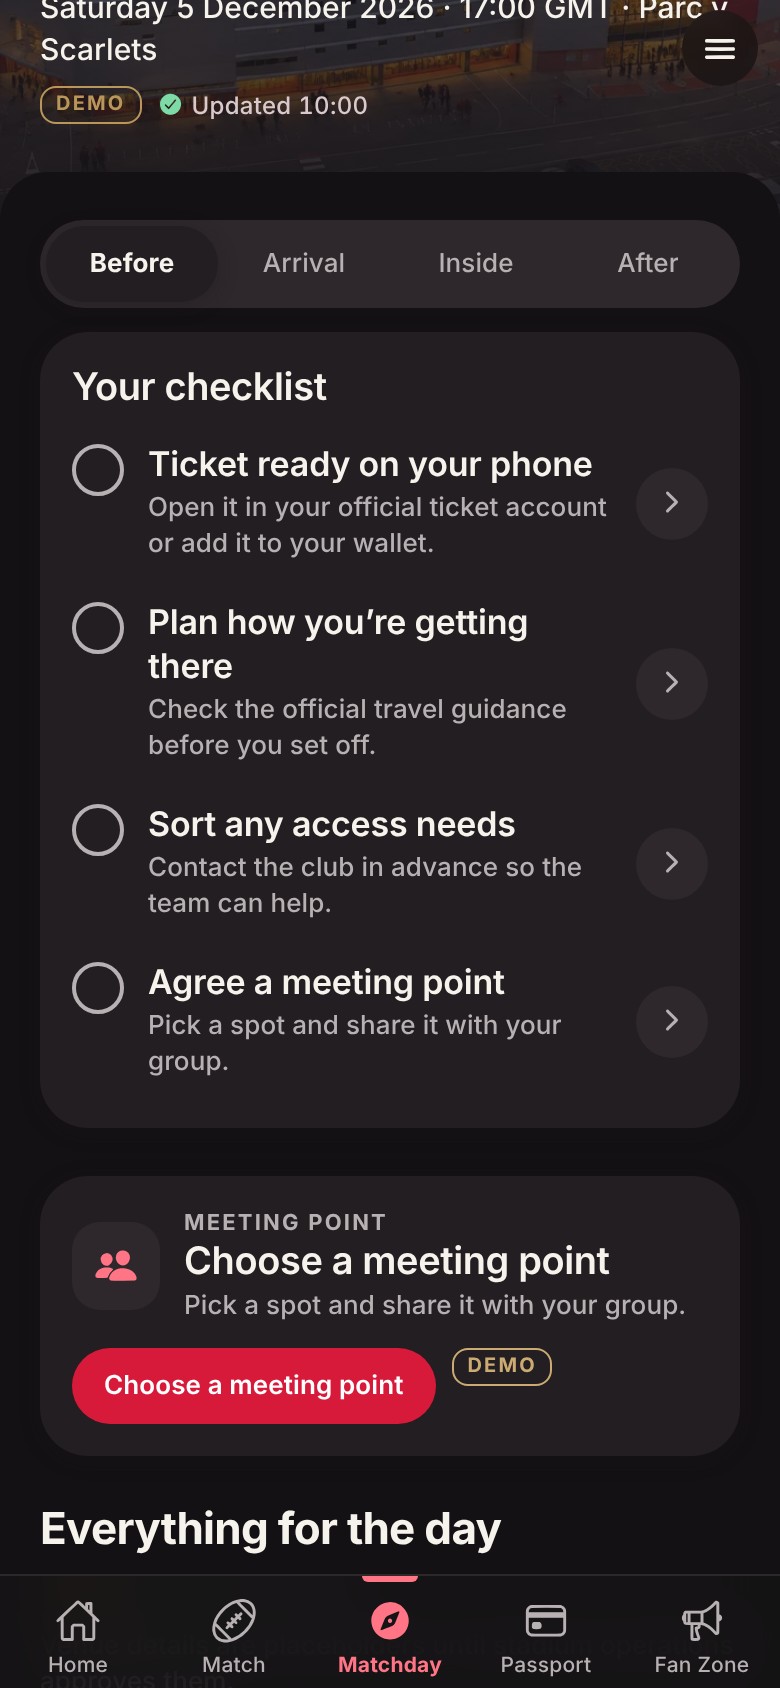 Saturday 5 December 2026 · 17:00 GMT · Parc y
Scarlets
DEMO
Updated 10:00
Before
Arrival
Inside
After
Your checklist
Ticket ready on your phone
Open it in your official ticket account
or add it to your wallet.
Plan how you’re getting
there
Check the official travel guidance
before you set off.
Sort any access needs
Contact the club in advance so the
team can help.
Agree a meeting point
Pick a spot and share it with your
group.
MEETING POINT
Choose a meeting point
Pick a spot and share it with your group.
Choose a meeting point
DEMO
Everything for the day
approves them.
Home
Match
Matchday
Passport
Fan Zone